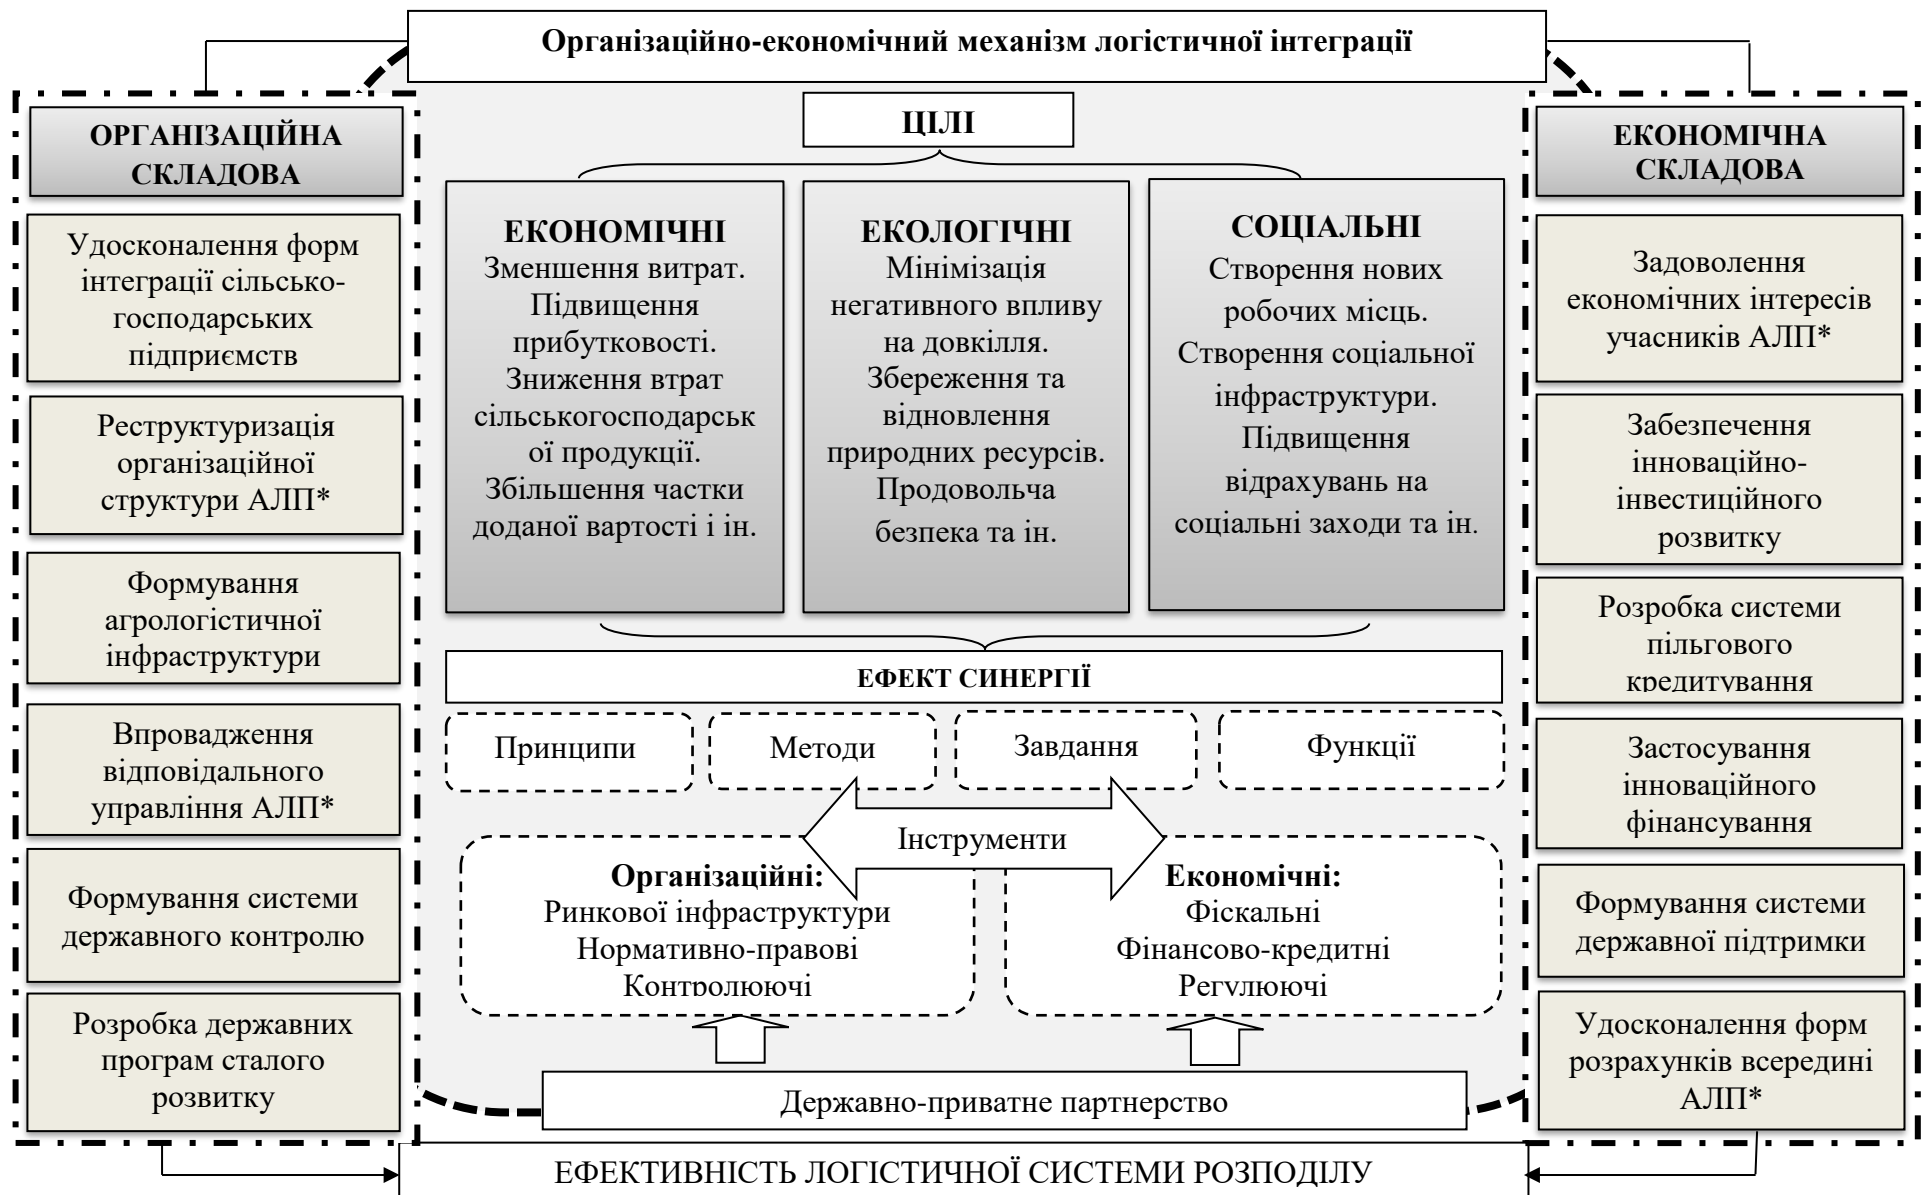 Організаційно-економічний механізм логістичної інтеграції
ОРГАНІЗАЦІЙНА
СКЛАДОВА
Удосконалення форм
інтеграції сільсько-
господарських
підприємств
Реструктуризація
організаційної
структури АЛП*
Формування
агрологістичної
інфраструктури
Впровадження
відповідального
управління АЛП*
Формування системи
державного контролю
Розробка державних
програм сталого
розвитку
ЦІЛІ
ЕКОНОМІЧНІ
Зменшення витрат.
Підвищення
прибутковості.
Зниження втрат
сільськогосподарськ
ої продукції.
Збільшення частки
доданої вартості і ін.
ЕКОЛОГІЧНІ
Мінімізація
негативного впливу
на довкілля.
Збереження та
відновлення
природних ресурсів.
Продовольча
безпека та ін.
СОЦІАЛЬНІ
Створення нових
робочих місць.
Створення соціальної
інфраструктури.
Підвищення
відрахувань на
соціальні заходи та ін.
ЕФЕКТ СИНЕРГІЇ
Принципи
Методи
Завдання
Функції
Інструменти
Організаційні:
Ринкової інфраструктури
Нормативно-правові
Контролюючі
Економічні:
Фіскальні
Фінансово-кредитні
Регулюючі
Державно-приватне партнерство
ЕКОНОМІЧНА
СКЛАДОВА
Задоволення
економічних інтересів
учасників АЛП*
Забезпечення
інноваційно-
інвестиційного
розвитку
Розробка системи
пільгового
кредитування
Застосування
інноваційного
фінансування
Формування системи
державної підтримки
Удосконалення форм
розрахунків всередині
АЛП*
ЕФЕКТИВНІСТЬ ЛОГІСТИЧНОЇ СИСТЕМИ РОЗПОДІЛУ